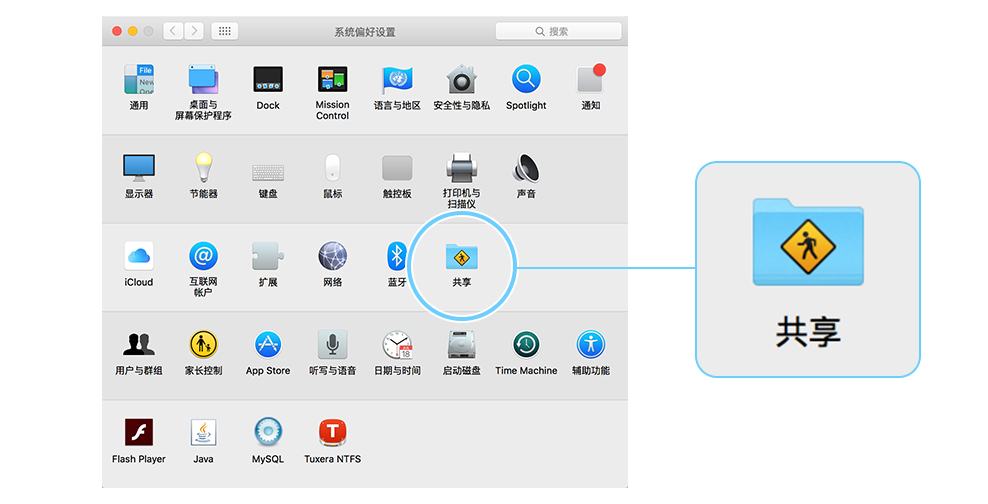 系统偏好设置
搜索
File
New
通用
桌面与
屏幕保护程序
Dock
Mission
Control
语言与地区
安全性与隐私
Spotlight
通知
显示器
节能器
键盘
鼠标
触控板
打印机与
扫描仪
声音
iCloud
@
互联网
帐户
扩展
网络
蓝牙
共享
共享
用户与群组
家长控制
App Store
听写与语音
JUL
18
日期与时间
启动磁盘
Time Machine
辅助功能
Flash Player
Java
MySQL
T
Tuxera NTFS